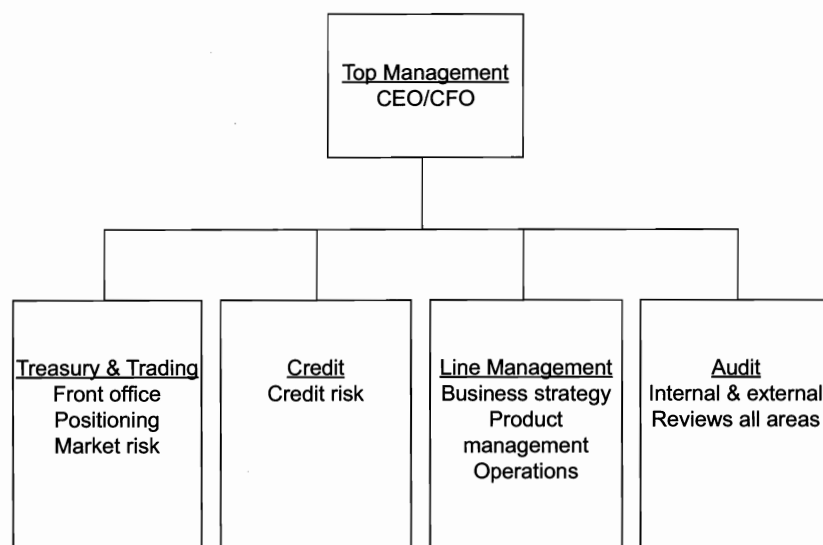 Top Management
CEO/CFO
Treasury & Trading
Front office
Positioning
Market risk
Credit
Credit risk
Line Management
Business strategy
Product
management
Operations
Audit
Internal & external
Reviews all areas